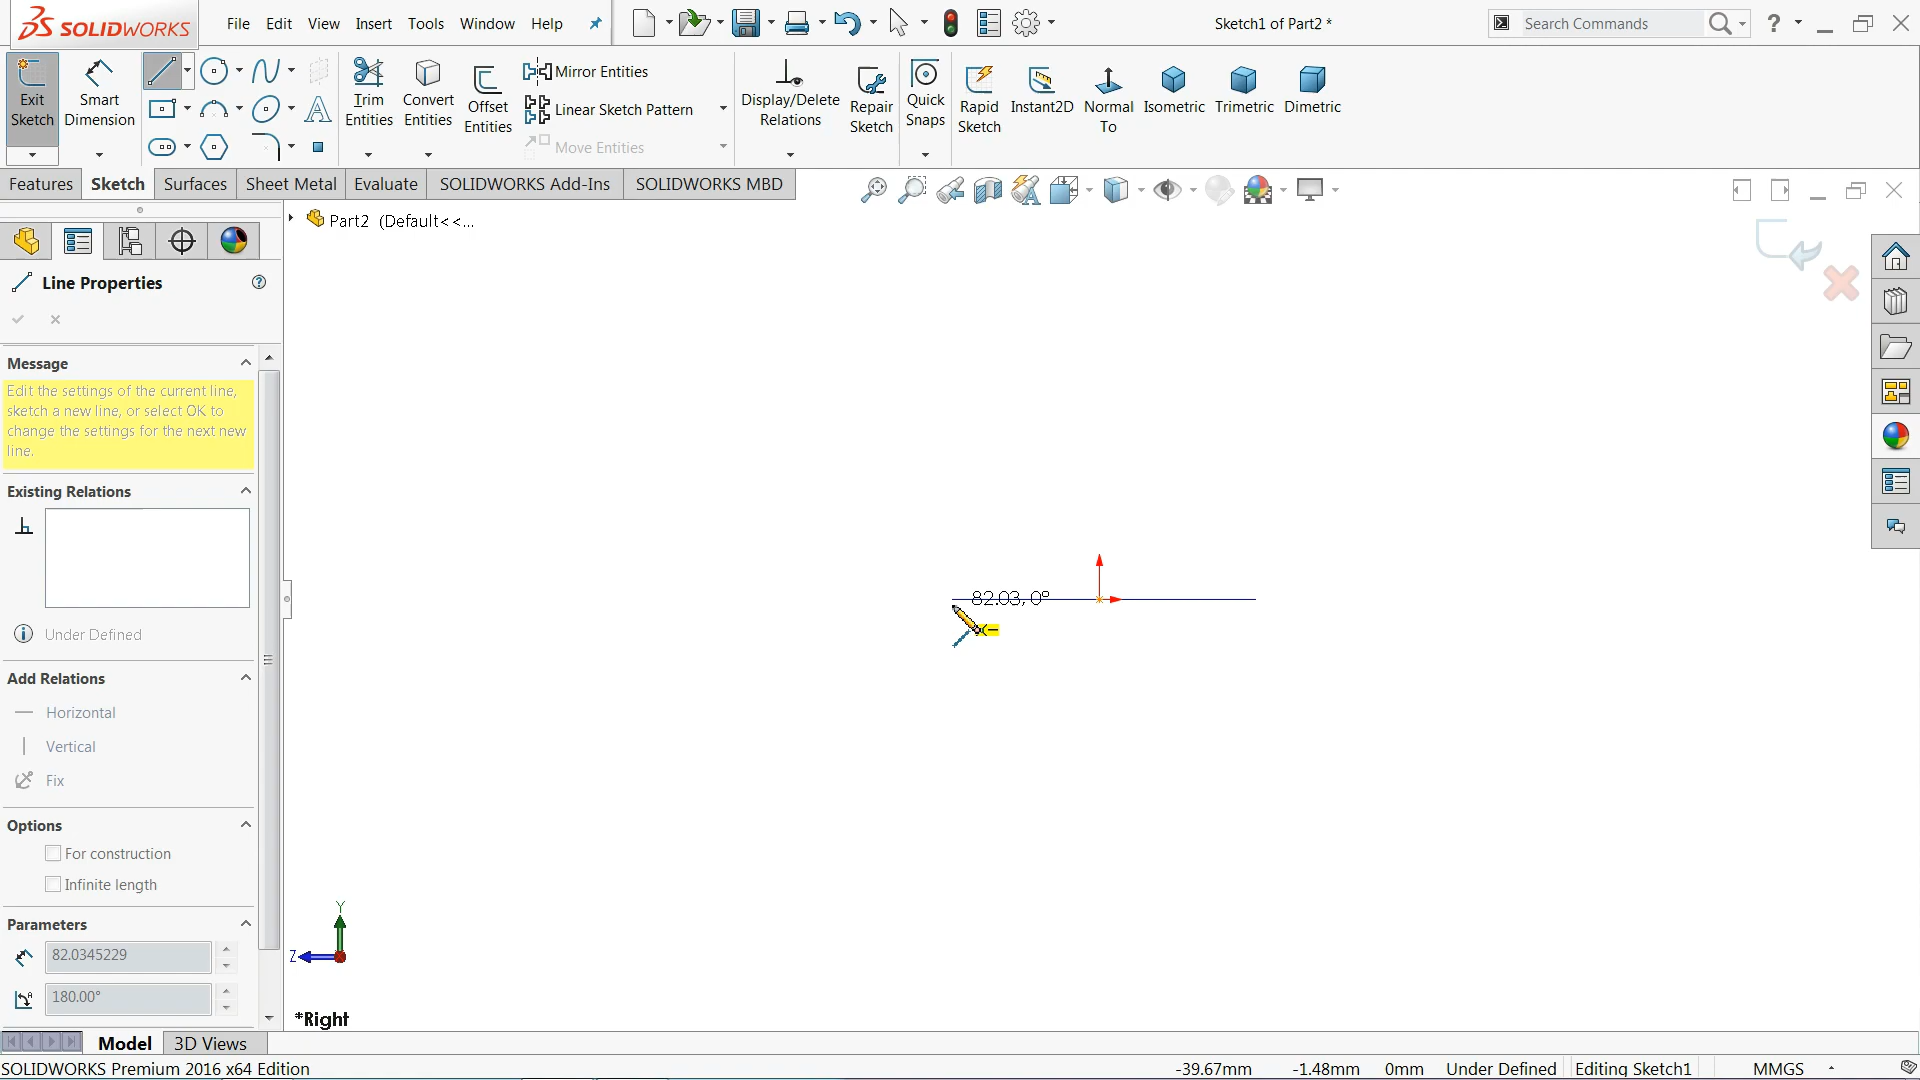 SOLIDWORKS
File Edit View Insert Tools Window Help
Sketch1 of Part2 *
Search Commands
?
Exit Sketch
Smart Dimension
Trim Entities
Convert Entities
Offset Entities
Mirror Entities
Linear Sketch Pattern
Move Entities
Display/Delete Relations
Repair Sketch
Quick Snaps
Rapid Sketch
Instant2D
Normal To
Isometric
Trimetric
Dimetric
Features Sketch Surfaces Sheet Metal Evaluate SOLIDWORKS Add-Ins SOLIDWORKS MBD
Part2 (Default<<...
Line Properties
Message
Edit the settings of the current line,
sketch a new line, or select OK to
change the settings for the next new
line.
Existing Relations
Under Defined
Add Relations
Horizontal
Vertical
Fix
Options
For construction
Infinite length
Parameters
82.0345229
180.00°
82.03, 0°
Y
Z
*Right
Model 3D Views
SOLIDWORKS Premium 2016 x64 Edition
-39.67mm -1.48mm 0mm Under Defined Editing Sketch1 MMGS